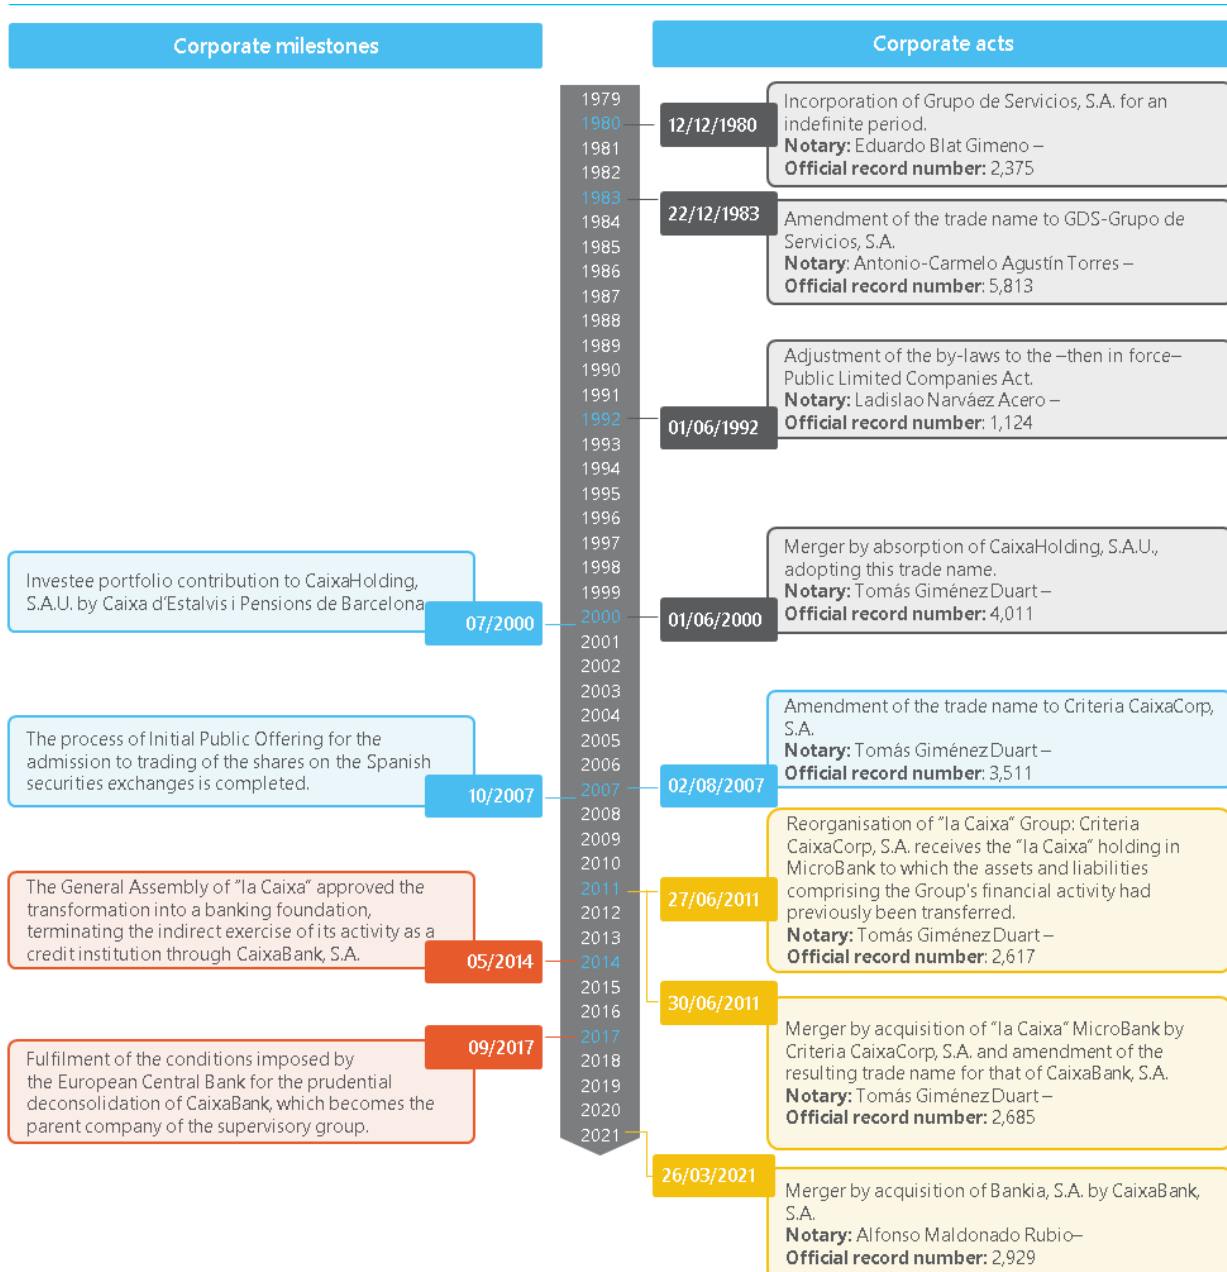 Corporate milestones
Corporate acts
1979
1980
1981
1982
1983
1984
1985
1986
1987
1988
1989
1990
1991
1992
1993
1994
1995
1996
1997
1998
1999
2000
2001
2002
2003
2004
2005
2006
2007
2008
2009
2010
2011
2012
2013
2014
2015
2016
2017
2018
2019
2020
2021
Investee portfolio contribution to CaixaHolding,
S.A.U. by Caixa d’Estalvis i Pensions de Barcelona
07/2000
The process of Initial Public Offering for the
admission to trading of the shares on the Spanish
securities exchanges is completed.
10/2007
The General Assembly of "la Caixa" approved the
transformation into a banking foundation,
terminating the indirect exercise of its activity as a
credit institution through CaixaBank, S.A.
05/2014
09/2017
Fulfilment of the conditions imposed by
the European Central Bank for the prudential
deconsolidation of CaixaBank, which becomes the
parent company of the supervisory group.
12/12/1980
Incorporation of Grupo de Servicios, S.A. for an
indefinite period.
Notary: Eduardo Blat Gimeno –
Official record number: 2,375
22/12/1983
Amendment of the trade name to GDS-Grupo de
Servicios, S.A.
Notary: Antonio-Carmelo Agustín Torres –
Official record number: 5,813
Adjustment of the by-laws to the –then in force–
Public Limited Companies Act.
Notary: Ladislao Narváez Acero –
Official record number: 1,124
01/06/1992
Merger by absorption of CaixaHolding, S.A.U.,
adopting this trade name.
Notary: Tomás Giménez Duart –
Official record number: 4,011
01/06/2000
Amendment of the trade name to Criteria CaixaCorp,
S.A.
Notary: Tomás Giménez Duart –
Official record number: 3,511
02/08/2007
Reorganisation of "la Caixa" Group: Criteria
CaixaCorp, S.A. receives the "la Caixa" holding in
MicroBank to which the assets and liabilities
comprising the Group's financial activity had
previously been transferred.
Notary: Tomás Giménez Duart –
Official record number: 2,617
27/06/2011
30/06/2011
Merger by acquisition of "la Caixa" MicroBank by
Criteria CaixaCorp, S.A. and amendment of the
resulting trade name for that of CaixaBank, S.A.
Notary: Tomás Giménez Duart –
Official record number: 2,685
26/03/2021
Merger by acquisition of Bankia, S.A. by CaixaBank,
S.A.
Notary: Alfonso Maldonado Rubio–
Official record number: 2,929